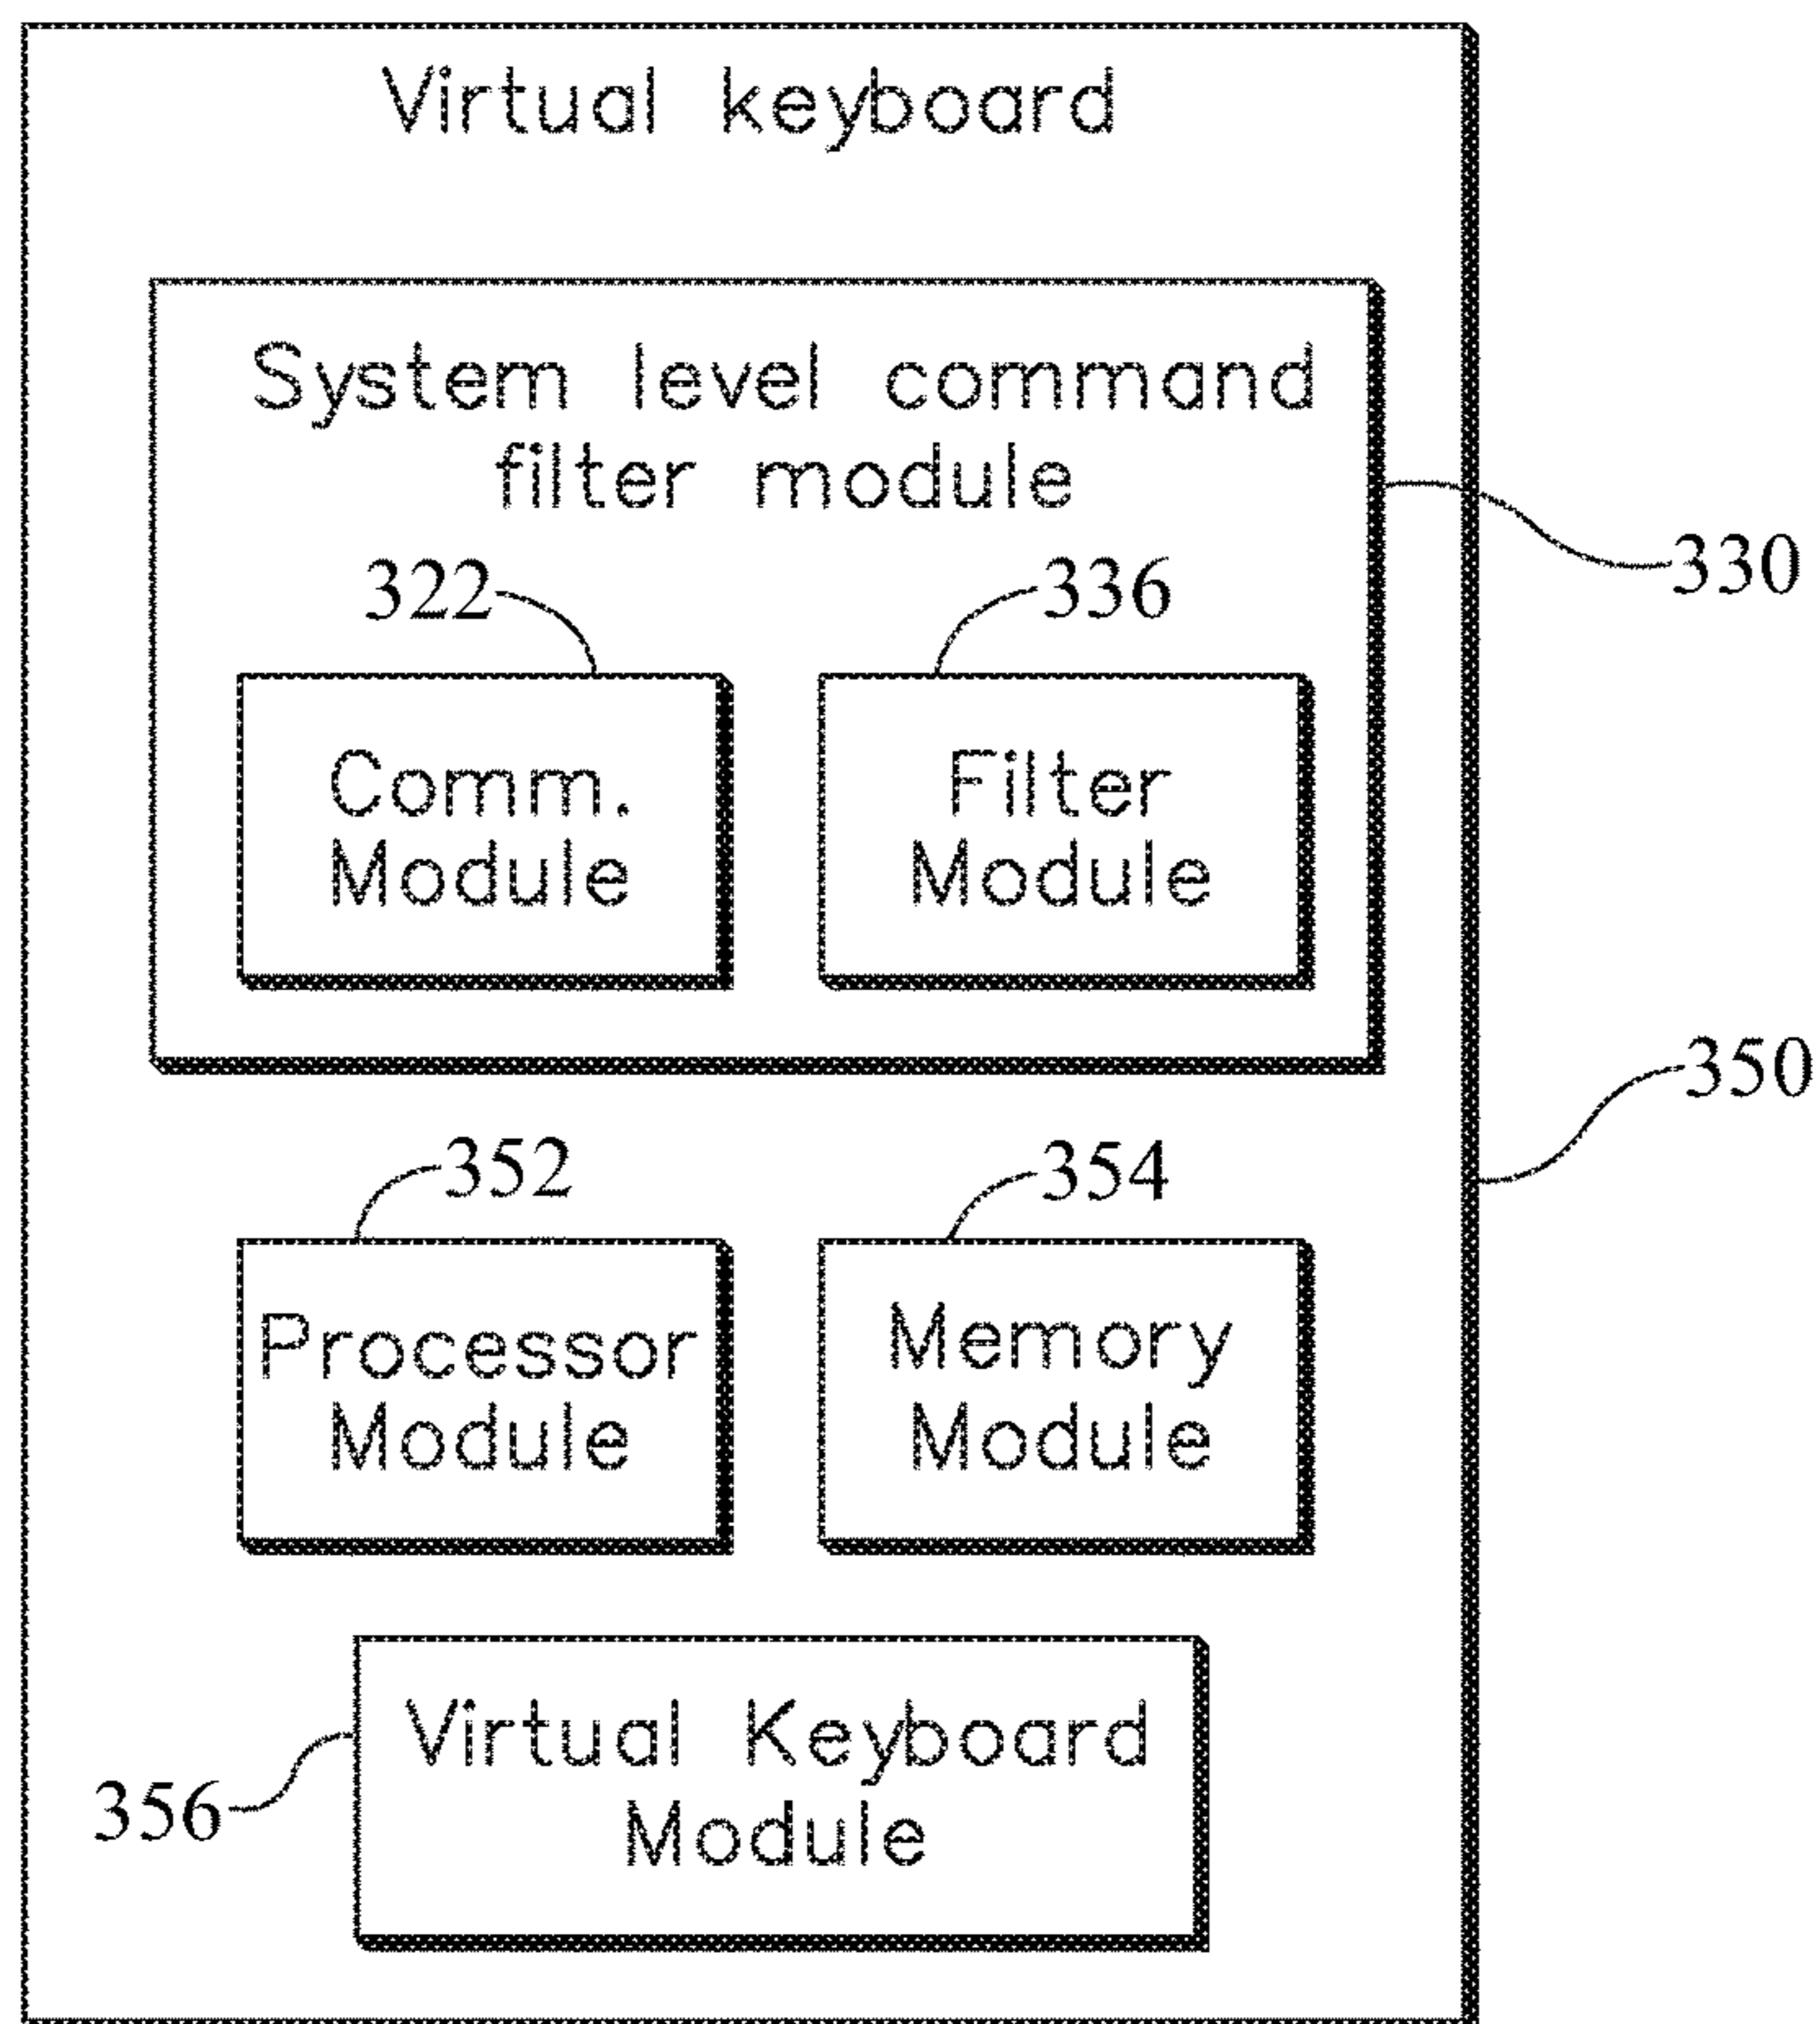 Virtual keyboard
System level command
filter module
330
322
336
Comm.
Module
Filter
Module
350
352
354
Processor
Module
Memory
Module
Virtual Keyboard
Module
356